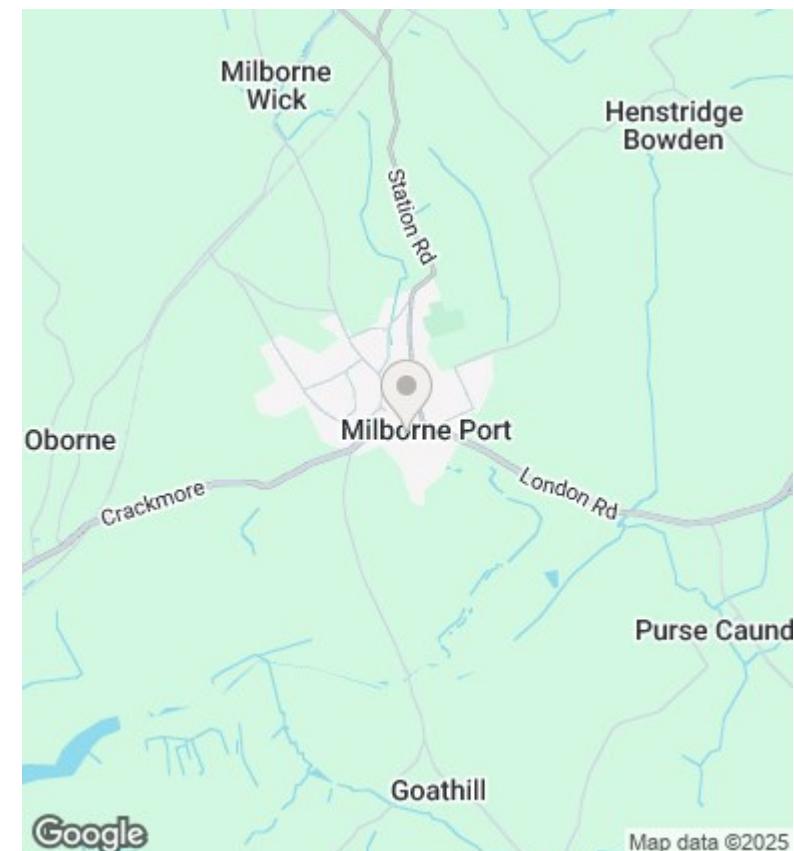 Milborne
Wick
Henstridge
Bowden
Station Rd
Oborne
Milborne Port
Crackmore
London Rd
Purse Caund
Goathill
Google
Map data ©2025